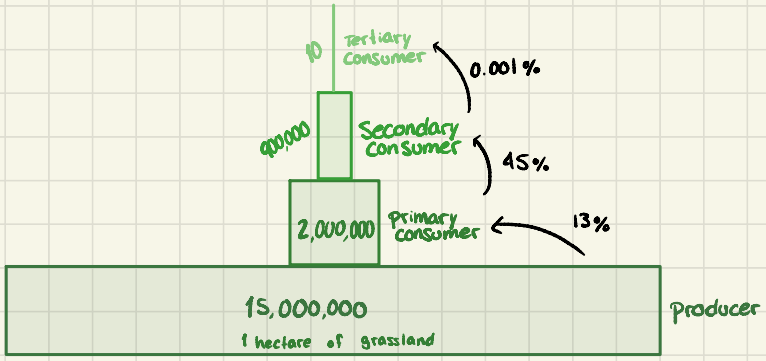 10
Tertiary
Consumer
0.001%
900,000
Secondary
Consumer
45%
2,000,000
primary
consumer
13%
15,000,000
1 hectare of grassland
producer